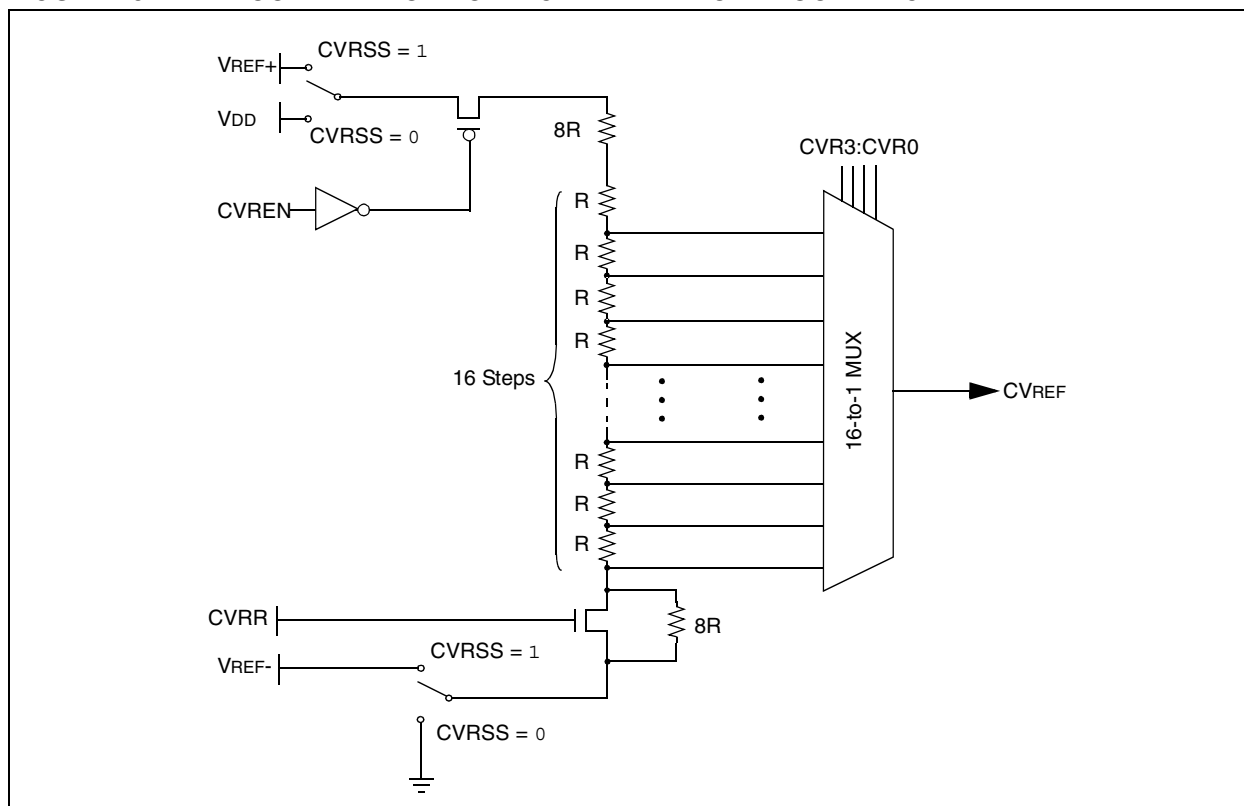 CVRSS = 1
VREF+
VDD
CVRSS = 0
8R
CVR3:CVR0
CVREN
R
R
R
R
16 Steps
16-to-1 MUX
CVREF
R
R
R
CVRR
8R
CVRSS = 1
VREF-
CVRSS = 0